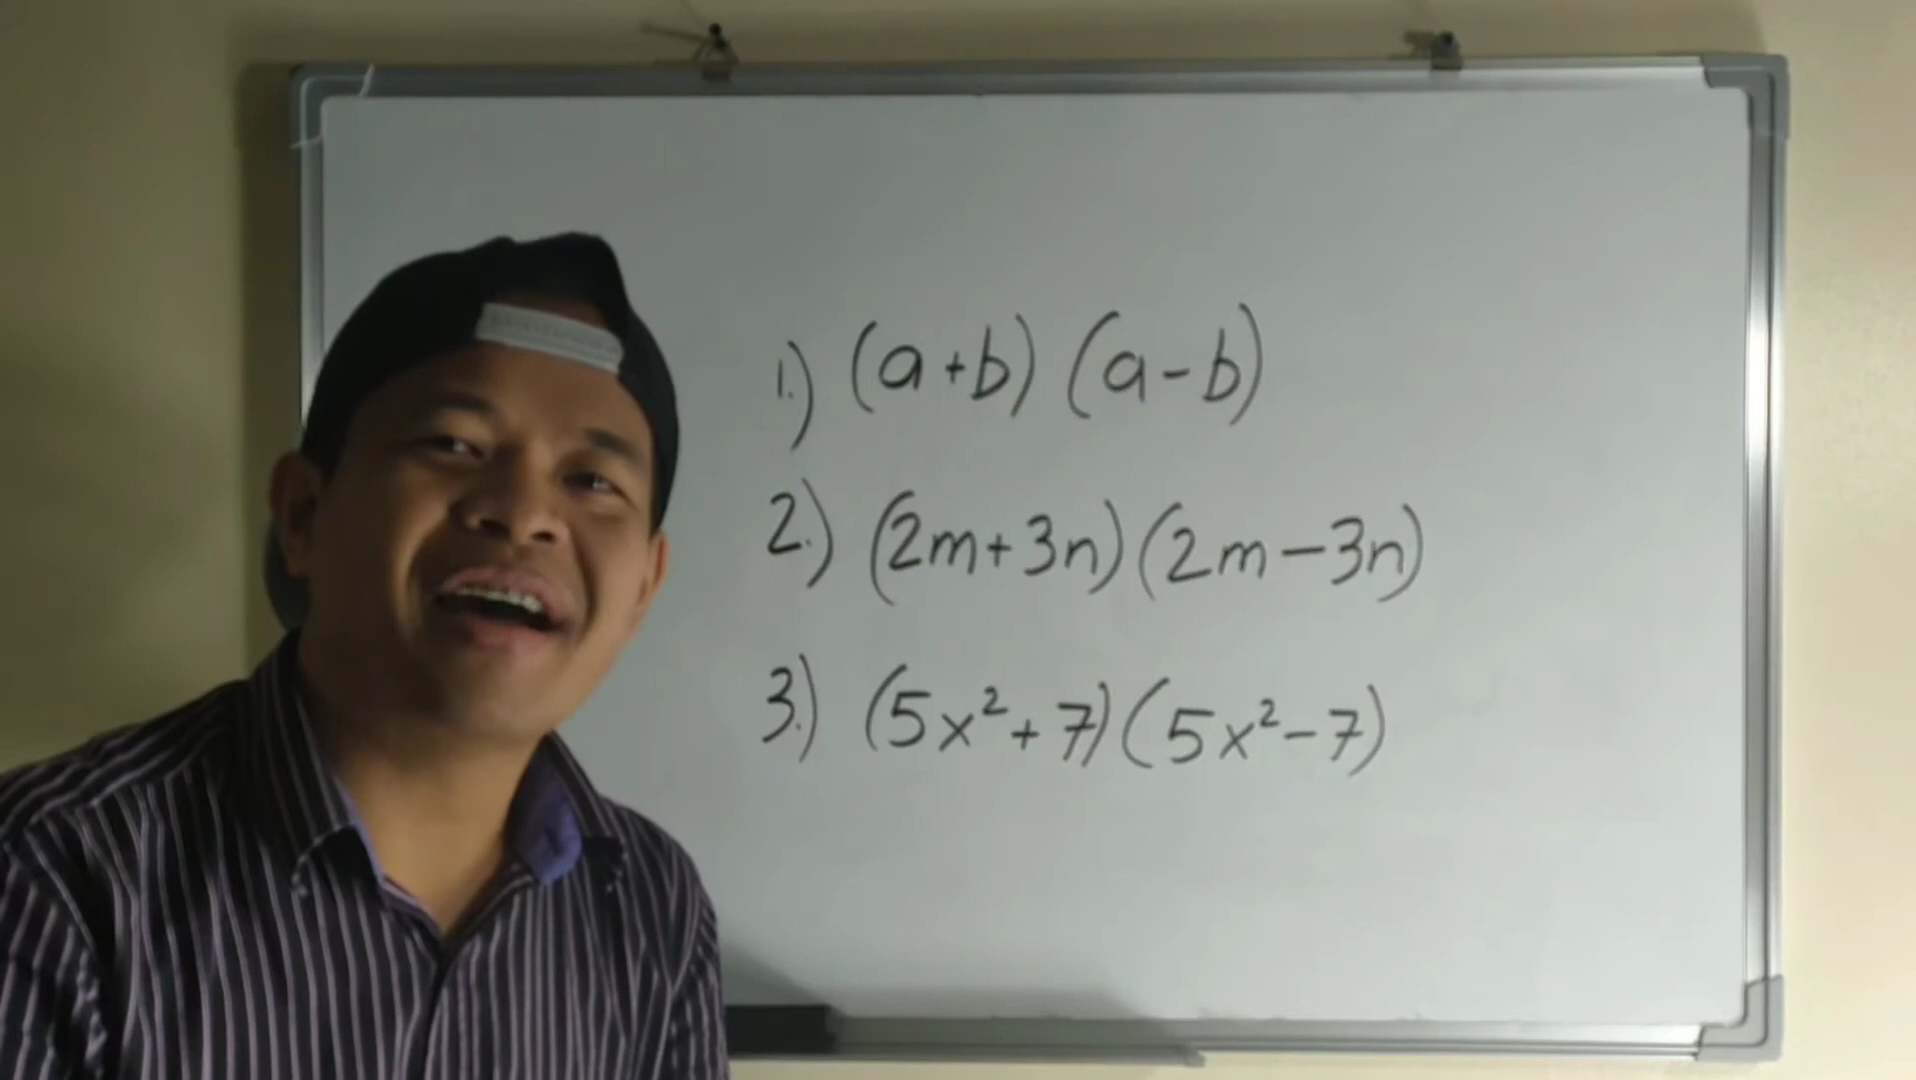 1.) (a+b) (a-b)
2.) (2m+3n)(2m-3n)
3.) (5x²+7)(5x²-7)